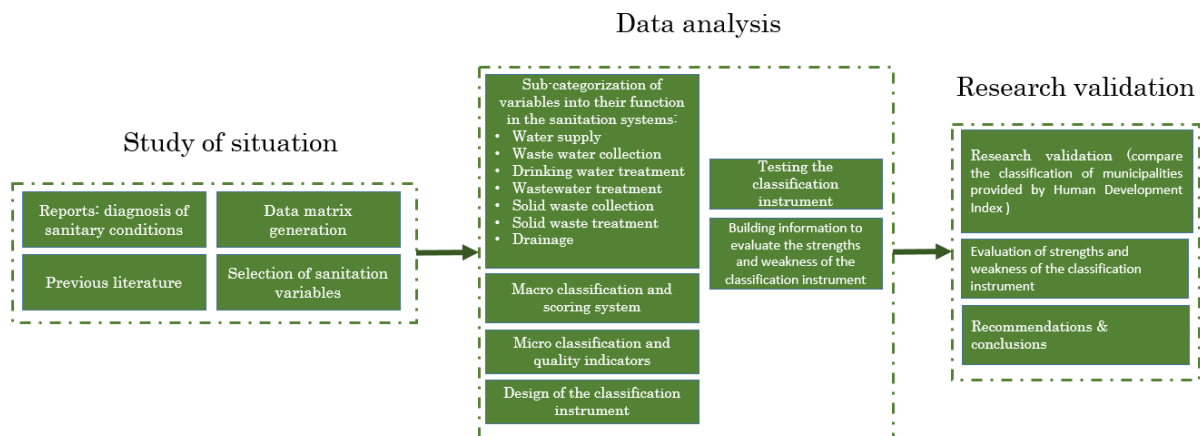 Study of situation
Reports: diagnosis of
sanitary conditions
Data matrix
generation
Previous literature
Selection of sanitation
variables
Data analysis
Sub-categorization of
variables into their function
in the sanitation systems:
• Water supply
• Waste water collection
• Drinking water treatment
• Wastewater treatment
• Solid waste collection
• Solid waste treatment
• Drainage
Macro classification and
scoring system
Micro classification and
quality indicators
Design of the classification
instrument
Testing the
classification
instrument
Building information to
evaluate the strengths
and weakness of the
classification instrument
Research validation
Research validation (compare
the classification of municipalities
provided by Human Development
Index )
Evaluation of strengths and
weakness of the classification
instrument
Recommendations &
conclusions